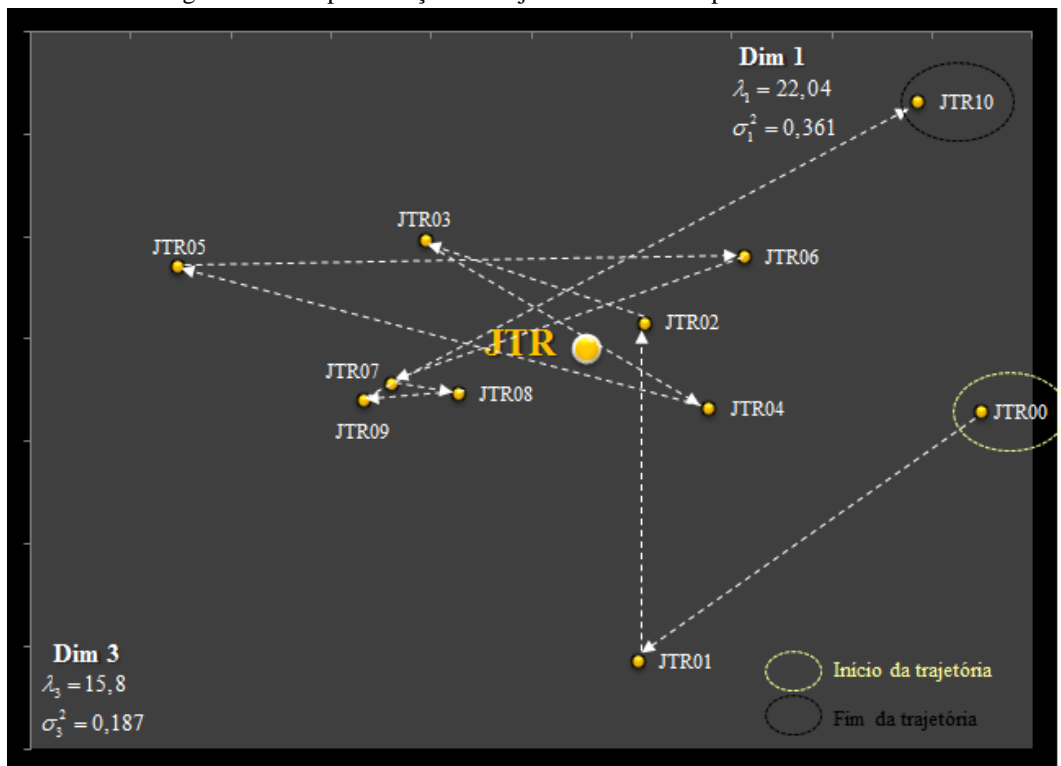 Dim 1
λ₁ = 22,04
σ₁² = 0,361
JTR10
JTR03
JTR05
JTR06
JTR02
JTR
JTR07
JTR08
JTR04
JTR00
JTR09
JTR01
Dim 3
λ₃ = 15,8
σ₃² = 0,187
Início da trajetória
Fim da trajetória